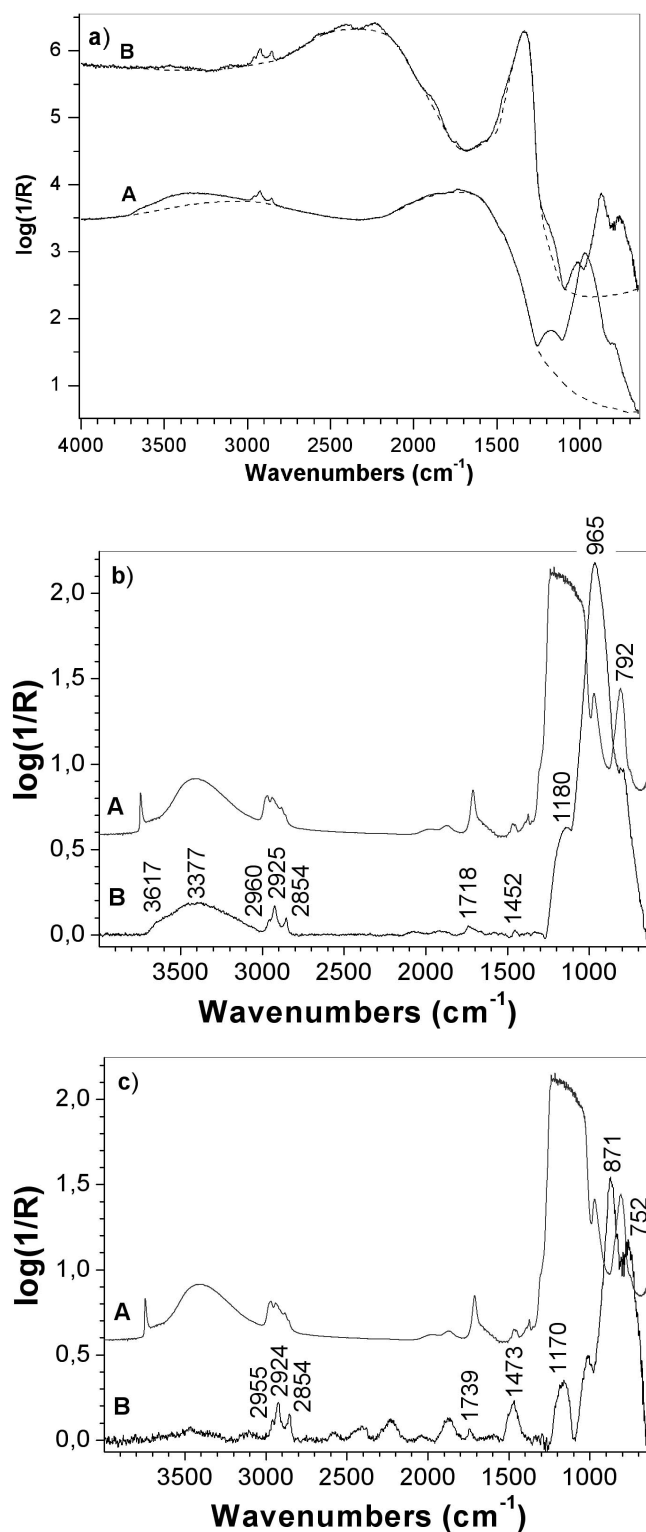 a)
B
A
6
5
4
3
2
1
log(1/R)
4000 3500 3000 2500 2000 1500 1000
Wavenumbers (cm-1)
b)
965
792
1180
A
3617
3377
2960
2925
2854
1718
1452
B
2,0
1,5
1,0
0,5
0,0
log(1/R)
3500 3000 2500 2000 1500 1000
Wavenumbers (cm-1)
c)
871
752
A
2955
2924
2854
1739
1473
1170
B
2,0
1,5
1,0
0,5
0,0
log(1/R)
3500 3000 2500 2000 1500 1000
Wavenumbers (cm-1)